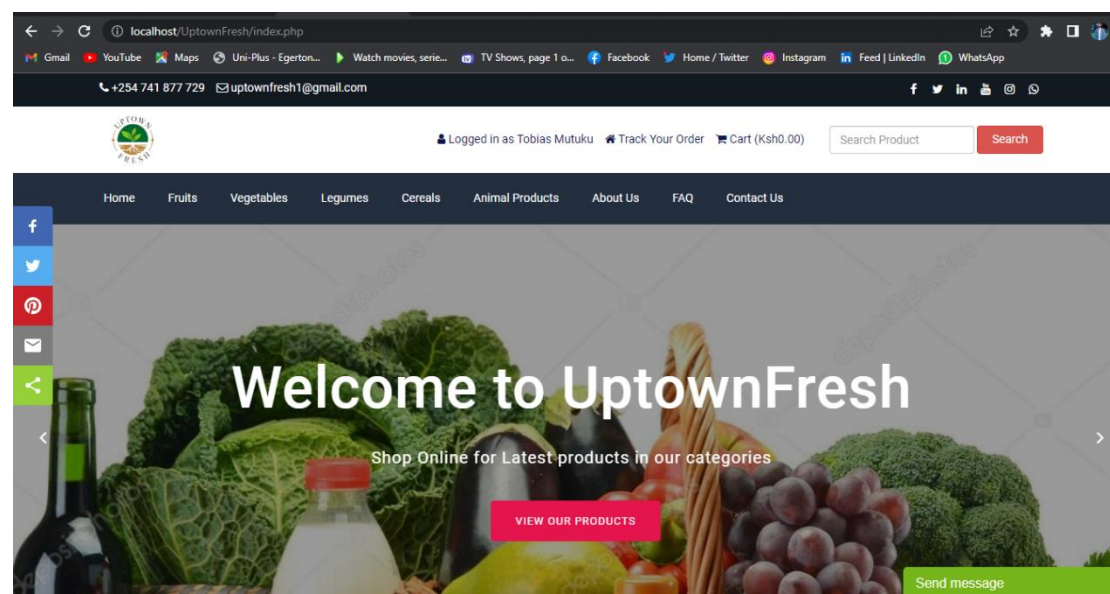 localhost/UptownFresh/index.php
Gmail YouTube Maps Uni-Plus - Egerton... Watch movies, serie... TV Shows, page 1 o... Facebook Home / Twitter Instagram Feed | LinkedIn WhatsApp
+254 741 877 729 uptownfresh1@gmail.com
UPTOWN
FRESH
Logged in as Tobias Mutuku Track Your Order Cart (Ksh0.00) Search Product Search
Home Fruits Vegetables Legumes Cereals Animal Products About Us FAQ Contact Us
Welcome to UptownFresh
Shop Online for Latest products in our categories
VIEW OUR PRODUCTS
Send message